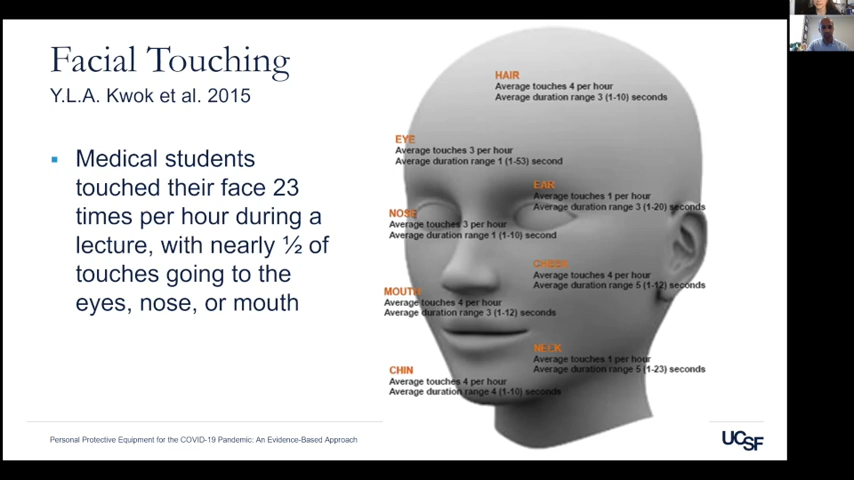 Facial Touching
Y.L.A. Kwok et al. 2015
▪ Medical students
touched their face 23
times per hour during a
lecture, with nearly ½ of
touches going to the
eyes, nose, or mouth
HAIR
Average touches 4 per hour
Average duration range 3 (1-10) seconds
EYE
Average touches 3 per hour
Average duration range 1 (1-53) second
EAR
Average touches 1 per hour
Average duration range 3 (1-20) seconds
NOSE
Average touches 3 per hour
Average duration range 1 (1-10) second
CHEEK
Average touches 4 per hour
Average duration range 5 (1-12) seconds
MOUTH
Average touches 4 per hour
Average duration range 3 (1-12) seconds
NECK
Average touches 1 per hour
Average duration range 5 (1-23) seconds
CHIN
Average touches 4 per hour
Average duration range 4 (1-10) seconds
Personal Protective Equipment for the COVID-19 Pandemic: An Evidence-Based Approach
UCSF